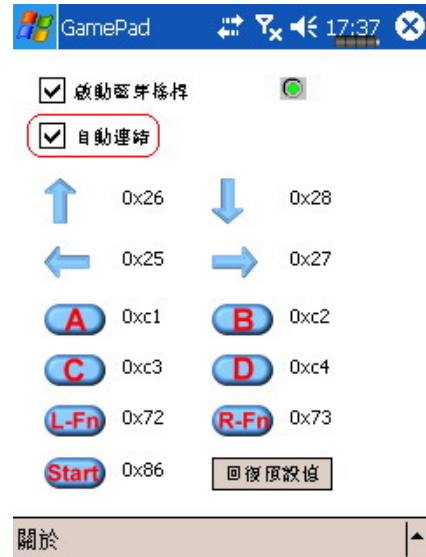 GamePad 17:37
啟動藍芽搖桿
自動連結
0x26 0x28
0x25 0x27
A 0xc1 B 0xc2
C 0xc3 D 0xc4
L-Fn 0x72 R-Fn 0x73
Start 0x86 回復原設值
關於